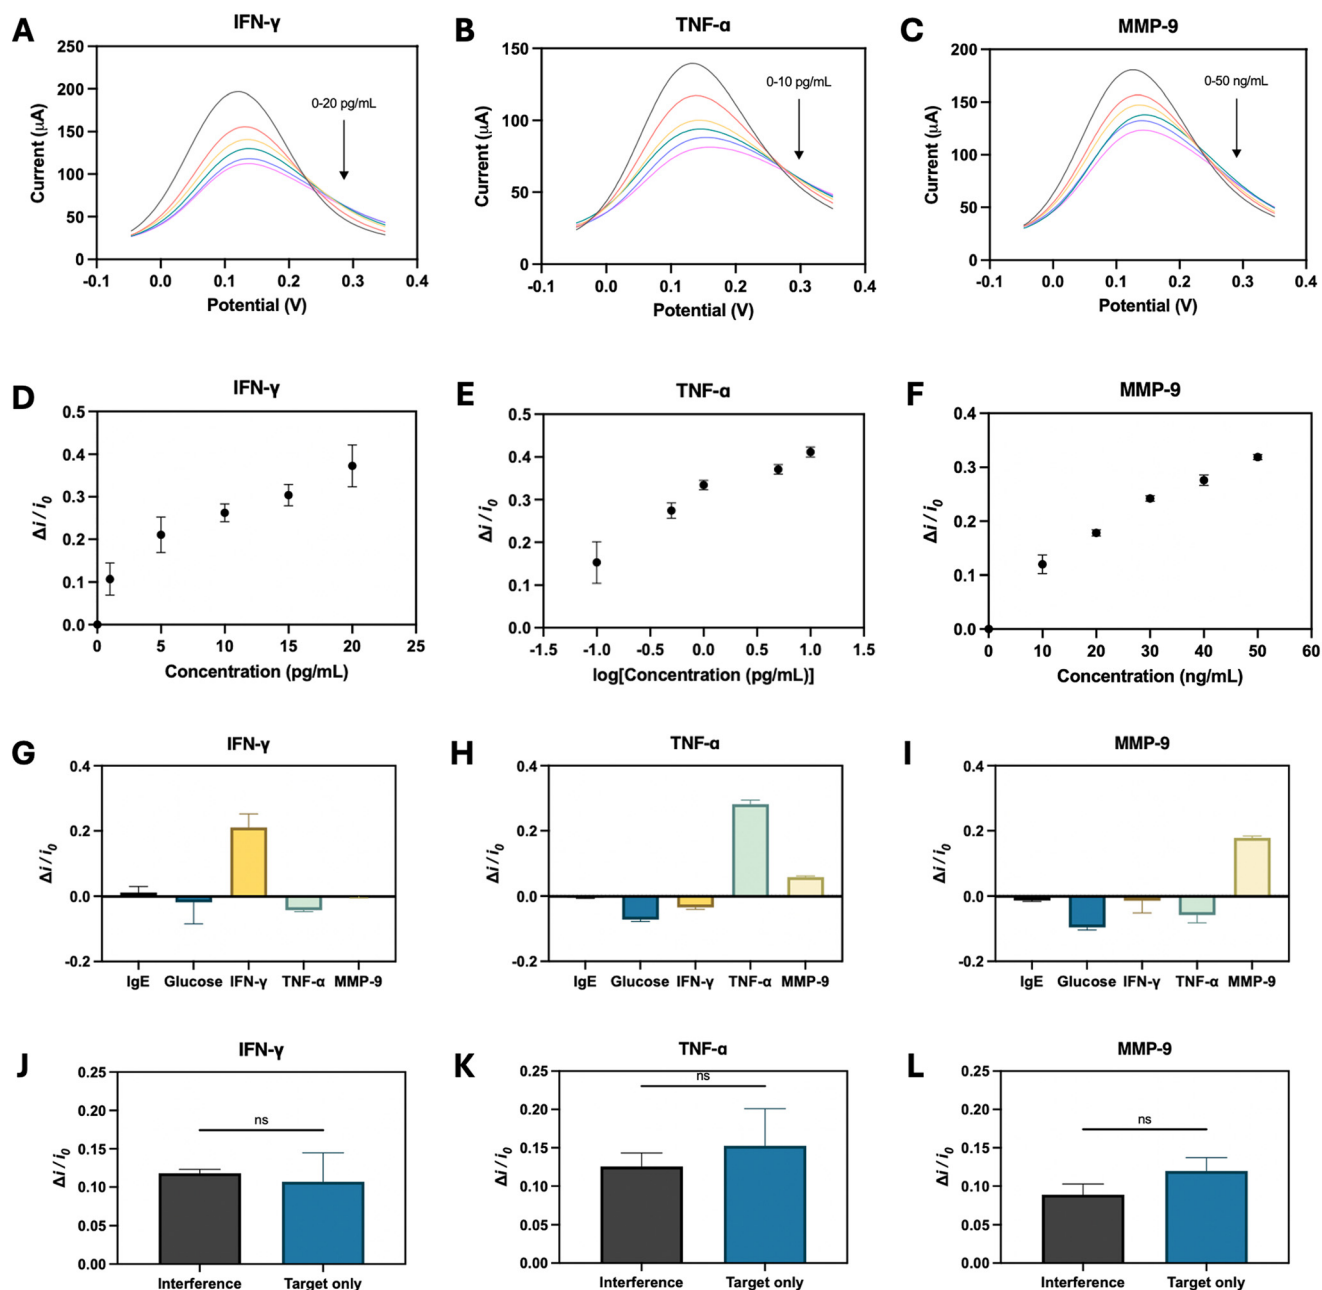 A
IFN-γ
250
200
150
100
50
0
-0.1
0.0
0.1
0.2
0.3
0.4
Current (μA)
Potential (V)
0-20 pg/mL
B
TNF-α
150
100
50
0
-0.1
0.0
0.1
0.2
0.3
0.4
Current (μA)
Potential (V)
0-10 pg/mL
C
MMP-9
200
150
100
50
0
-0.1
0.0
0.1
0.2
0.3
0.4
Current (μA)
Potential (V)
0-50 ng/mL
D
IFN-γ
0.5
0.4
0.3
0.2
0.1
0.0
0
5
10
15
20
25
Δi / i0
Concentration (pg/mL)
E
TNF-α
0.5
0.4
0.3
0.2
0.1
0.0
-1.5
-1.0
-0.5
0.0
0.5
1.0
1.5
Δi / i0
log[Concentration (pg/mL)]
F
MMP-9
0.4
0.3
0.2
0.1
0.0
0
10
20
30
40
50
60
Δi / i0
Concentration (ng/mL)
G
IFN-γ
0.4
0.2
0.0
-0.2
Δi / i0
IgE
Glucose
IFN-γ
TNF-α
MMP-9
H
TNF-α
0.4
0.2
0.0
-0.2
Δi / i0
IgE
Glucose
IFN-γ
TNF-α
MMP-9
I
MMP-9
0.4
0.2
0.0
-0.2
Δi / i0
IgE
Glucose
IFN-γ
TNF-α
MMP-9
J
IFN-γ
0.25
0.20
0.15
0.10
0.05
0.00
Δi / i0
ns
Interference
Target only
K
TNF-α
0.25
0.20
0.15
0.10
0.05
0.00
Δi / i0
ns
Interference
Target only
L
MMP-9
0.25
0.20
0.15
0.10
0.05
0.00
Δi / i0
ns
Interference
Target only